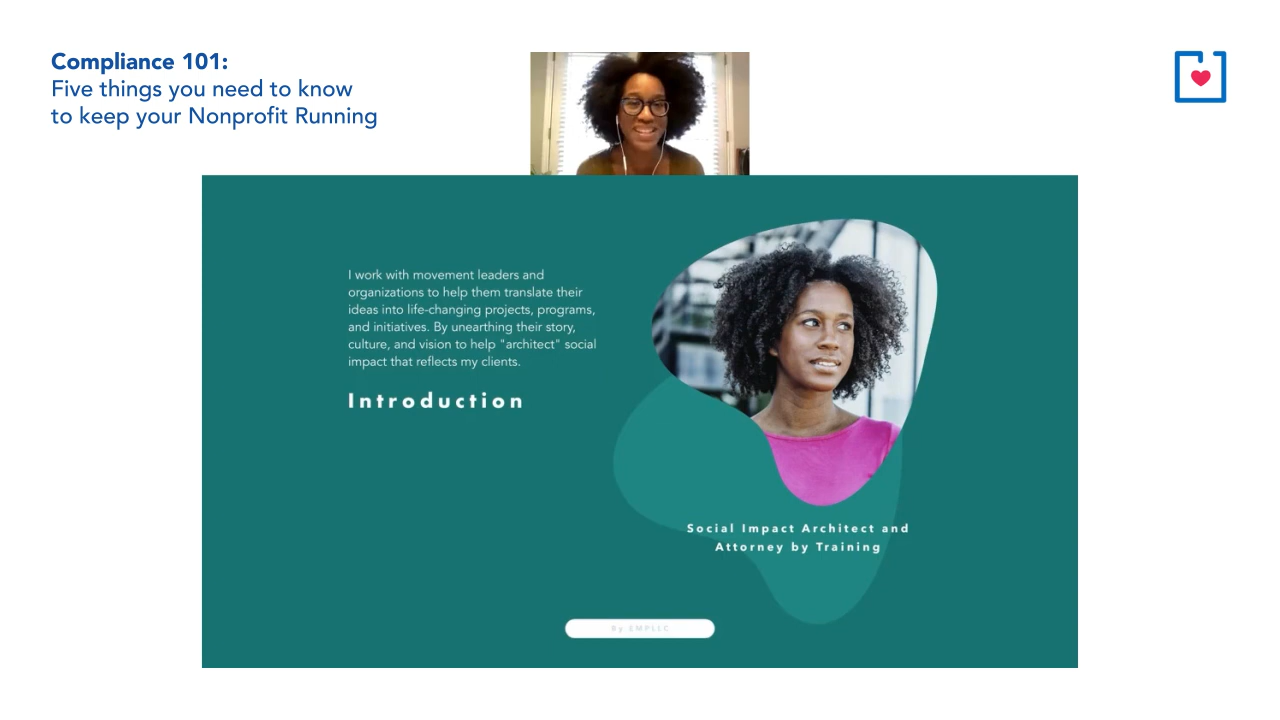 Compliance 101:
Five things you need to know
to keep your Nonprofit Running
I work with movement leaders and
organizations to help them translate their
ideas into life-changing projects, programs,
and initiatives. By unearthing their story,
culture, and vision to help "architect" social
impact that reflects my clients.
Introduction
Social Impact Architect and
Attorney by Training
By EMPLLC